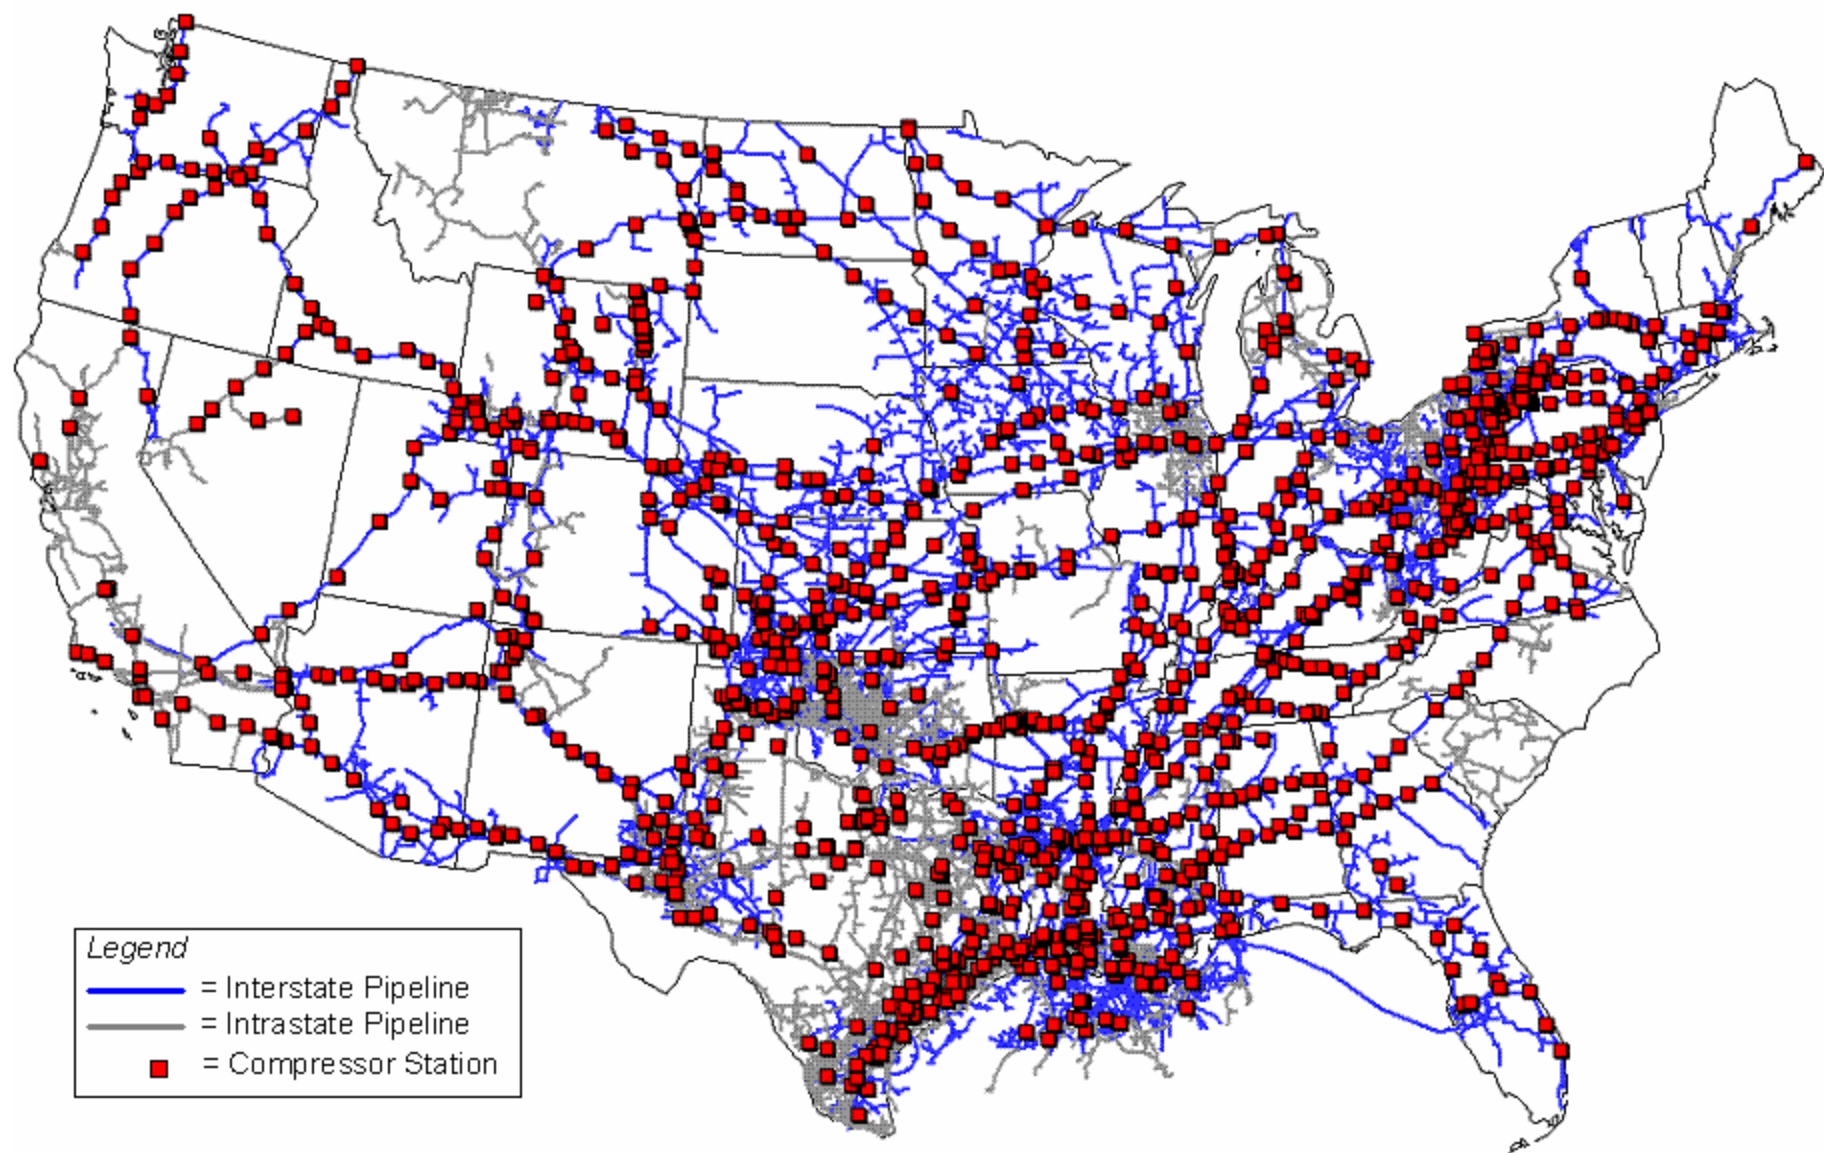 Legend
= Interstate Pipeline
= Intrastate Pipeline
= Compressor Station